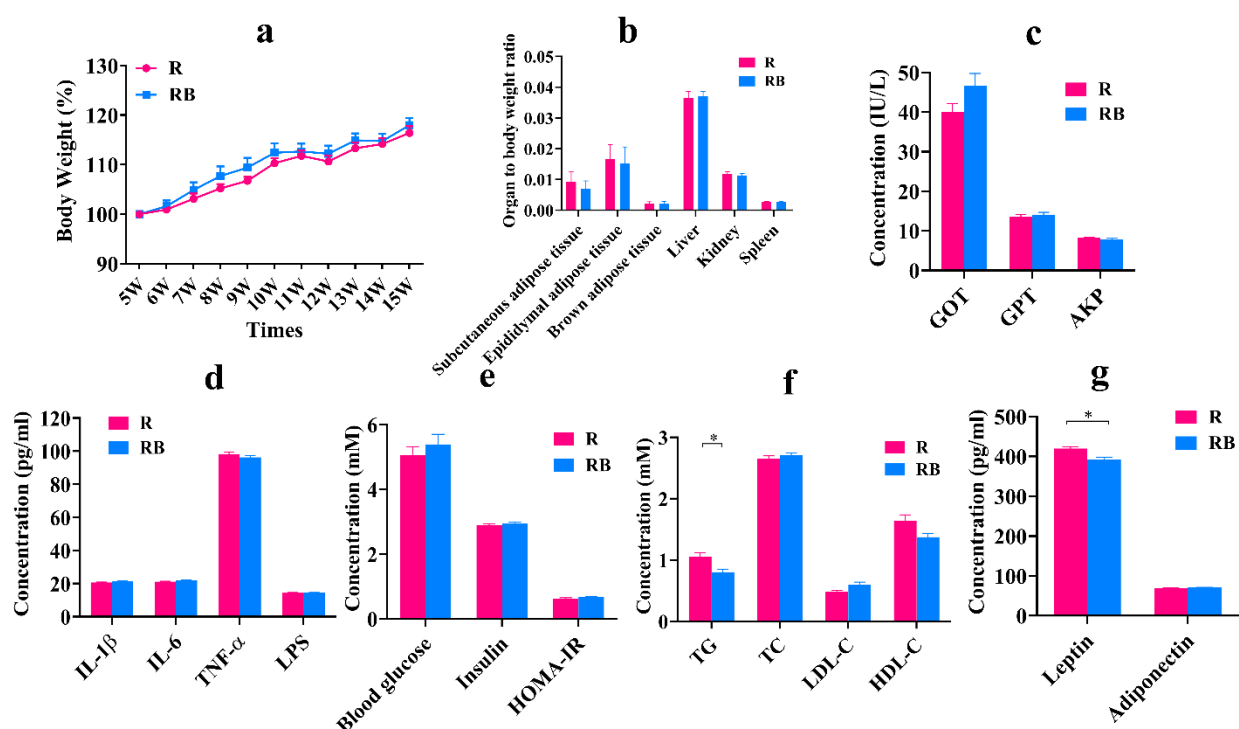 a
Body Weight (%)
130
120
110
100
90
R
RB
5W
6W
7W
8W
9W
10W
11W
12W
13W
14W
15W
Times
b
Organ to body weight ratio
0.05
0.04
0.03
0.02
0.01
0.00
R
RB
Subcutaneous adipose tissue
Epididymal adipose tissue
Brown adipose tissue
Liver
Kidney
Spleen
c
Concentration (IU/L)
50
40
30
20
10
0
R
RB
GOT
GPT
AKP
d
Concentration (pg/ml)
120
100
80
60
40
20
0
R
RB
IL-1β
IL-6
TNF-α
LPS
e
Concentration (mM)
6
4
2
0
R
RB
Blood glucose
Insulin
HOMA-IR
f
Concentration (mM)
3
2
1
0
*
R
RB
TG
TC
LDL-C
HDL-C
g
Concentration (pg/ml)
500
400
300
200
100
0
*
R
RB
Leptin
Adiponectin